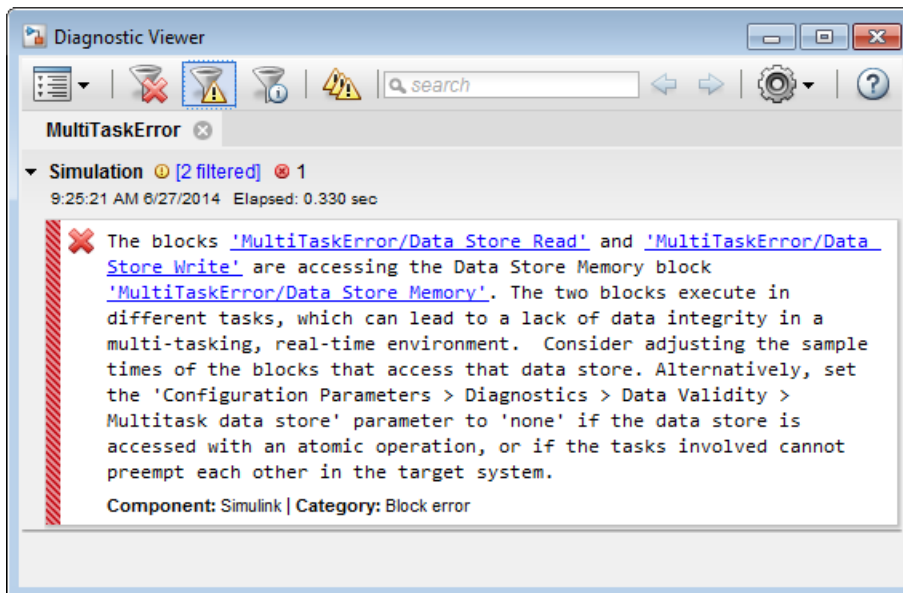 Diagnostic Viewer
search
MultiTaskError
Simulation [2 filtered] 1
9:25:21 AM 6/27/2014 Elapsed: 0.330 sec
The blocks 'MultiTaskError/Data Store Read' and 'MultiTaskError/Data
Store Write' are accessing the Data Store Memory block
'MultiTaskError/Data Store Memory'. The two blocks execute in
different tasks, which can lead to a lack of data integrity in a
multi-tasking, real-time environment.  Consider adjusting the sample
times of the blocks that access that data store. Alternatively, set
the 'Configuration Parameters > Diagnostics > Data Validity >
Multitask data store' parameter to 'none' if the data store is
accessed with an atomic operation, or if the tasks involved cannot
preempt each other in the target system.
Component: Simulink | Category: Block error